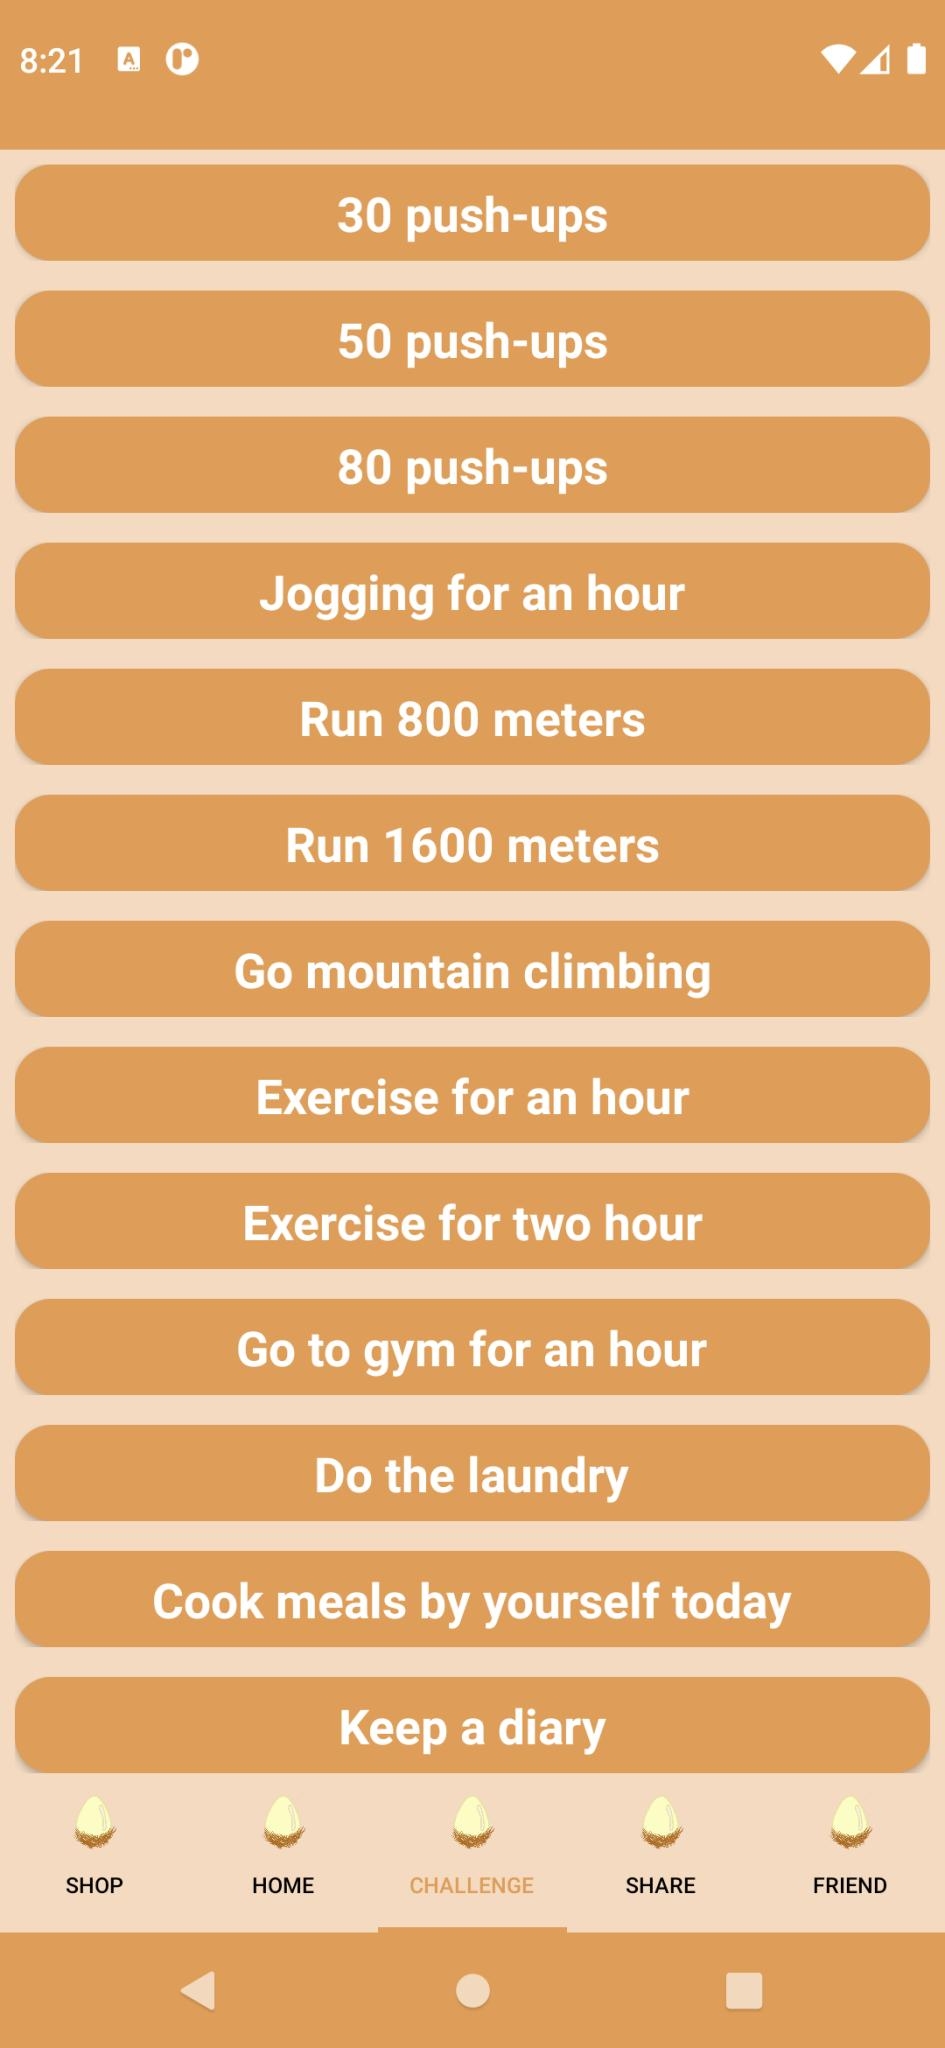 8:21
30 push-ups
50 push-ups
80 push-ups
Jogging for an hour
Run 800 meters
Run 1600 meters
Go mountain climbing
Exercise for an hour
Exercise for two hour
Go to gym for an hour
Do the laundry
Cook meals by yourself today
Keep a diary
SHOP HOME CHALLENGE SHARE FRIEND